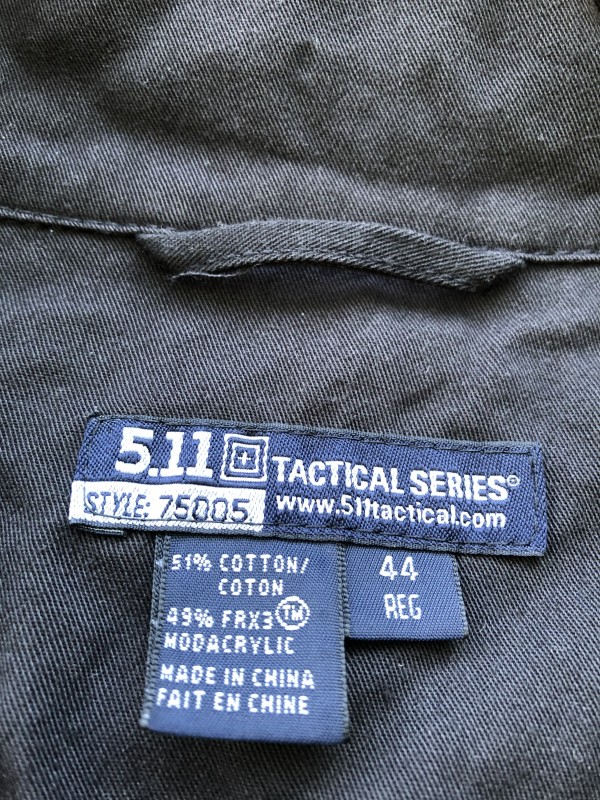 5.11 TACTICAL SERIES®
STYLE: 75005
www.511tactical.com
51% COTTON/
COTON
49% FRX3™
MODACRYLIC
MADE IN CHINA
FAIT EN CHINE
44
REG